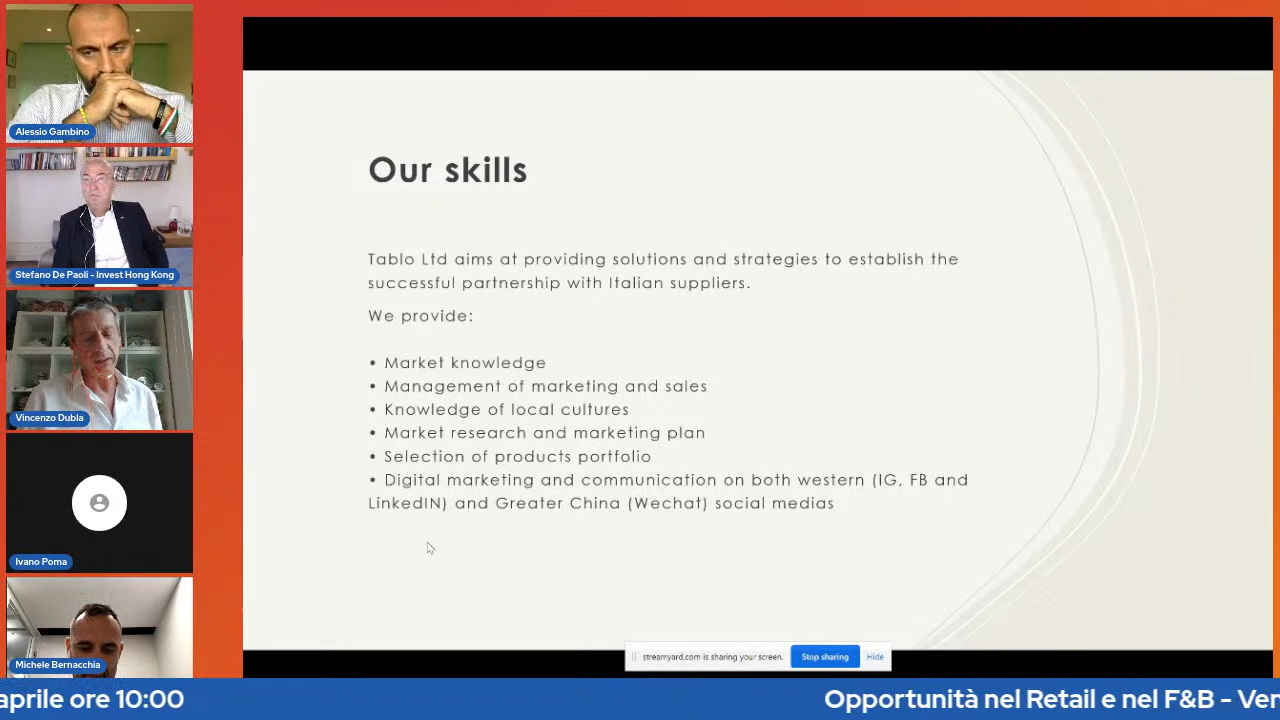 Alessio Gambino
Stefano De Paoli - Invest Hong Kong
Vincenzo Dubla
Ivano Poma
Michele Bernacchia
Our skills
Tablo Ltd aims at providing solutions and strategies to establish the
successful partnership with Italian suppliers.
We provide:
• Market knowledge
• Management of marketing and sales
• Knowledge of local cultures
• Market research and marketing plan
• Selection of products portfolio
• Digital marketing and communication on both western (IG, FB and
LinkedIN) and Greater China (Wechat) social medias
streamyard.com is sharing your screen. Stop sharing Hide
aprile ore 10:00 Opportunità nel Retail e nel F&B - Ven